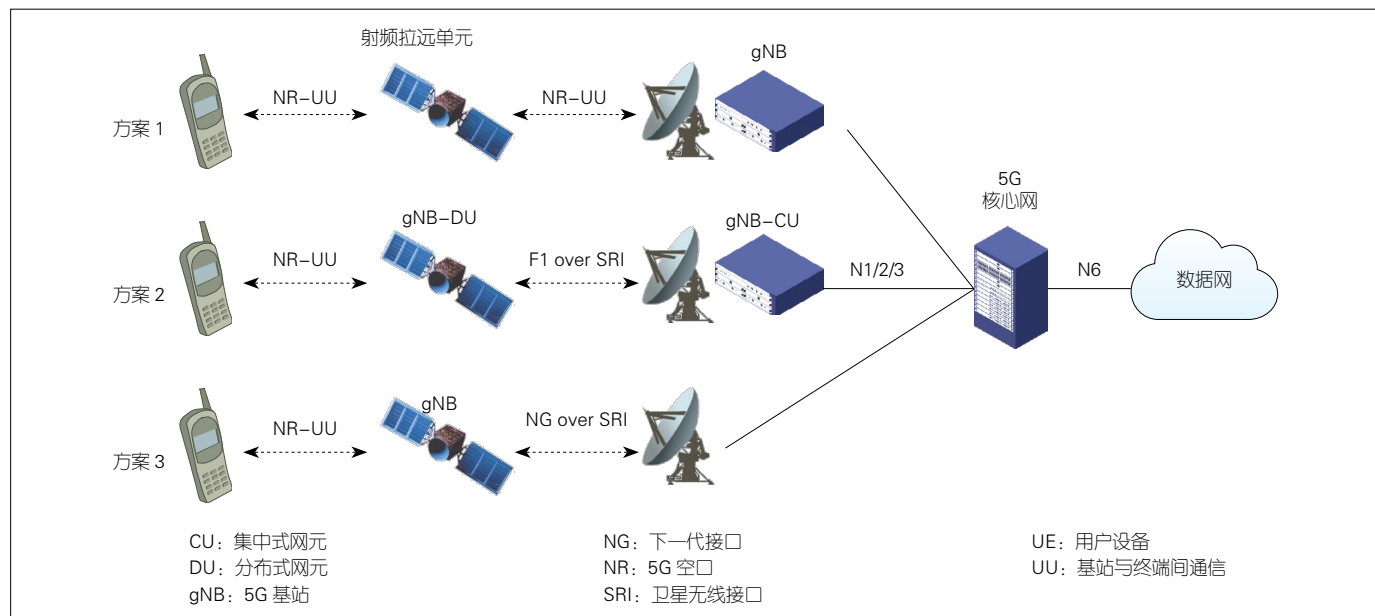 射频拉远单元
gNB
方案 1
NR–UU
NR–UU
5G
核心网
gNB–DU
gNB–CU
方案 2
NR–UU
F1 over SRI
N1/2/3
N6
数据网
gNB
方案 3
NR–UU
NG over SRI
CU：集中式网元
DU：分布式网元
gNB：5G 基站
NG：下一代接口
NR：5G 空口
SRI：卫星无线接口
UE：用户设备
UU：基站与终端间通信